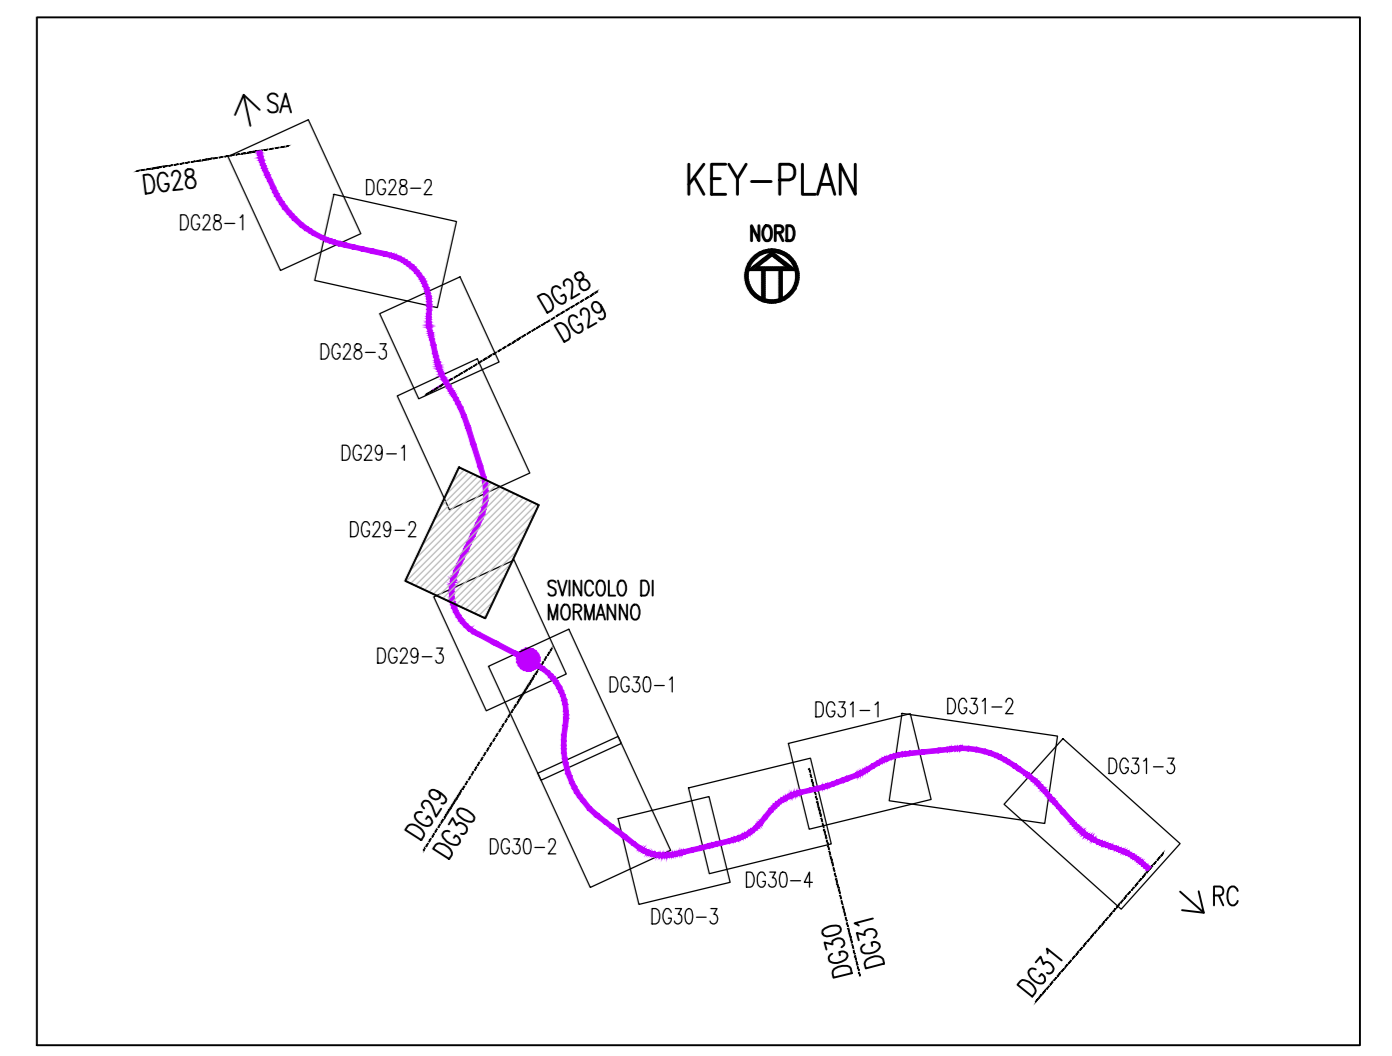 SA
KEY-PLAN
NORD
DG28
DG28-1
DG28-2
DG28
DG29
DG28-3
DG29-1
DG29-2
SVINCOLO DI
MORMANNO
DG29-3
DG30-1
DG29
DG30
DG30-2
DG30-3
DG30-4
DG31-1
DG31-2
DG31-3
DG30
DG31
RC
DG31